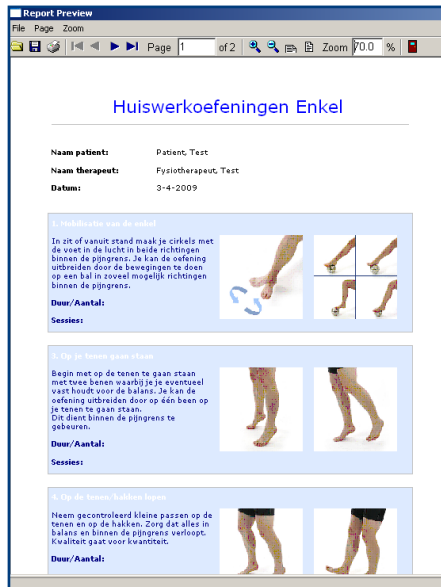 Report Preview
File Page Zoom
Page 1 of 2 Zoom 70.0 %
Huiswerkoefeningen Enkel
Naam patient: Patient, Test
Naam therapeut: Fysiotherapeut, Test
Datum: 3-4-2009
1. Mobilisatie van de enkel
In zit of vanuit stand maak je cirkels met
de voet in de lucht in beide richtingen
binnen de pijngrens. Je kan de oefening
uitbreiden door de bewegingen te doen
op een bal in zoveel mogelijk richtingen
binnen de pijngrens.
Duur/Aantal:
Sessies:
3. Op je tenen gaan staan
Begin met op de tenen te gaan staan
met twee benen waarbij je je eventueel
vast houdt voor de balans. Je kan de
oefening uitbreiden door op één been op
je tenen te gaan staan.
Dit dient binnen de pijngrens te
gebeuren.
Duur/Aantal:
Sessies:
4. Op de tenen/hakken lopen
Neem gecontroleerd kleine passen op de
tenen en op de hakken. Zorg dat alles in
balans en binnen de pijngrens verloopt.
Kwaliteit gaat voor kwantiteit.
Duur/Aantal: